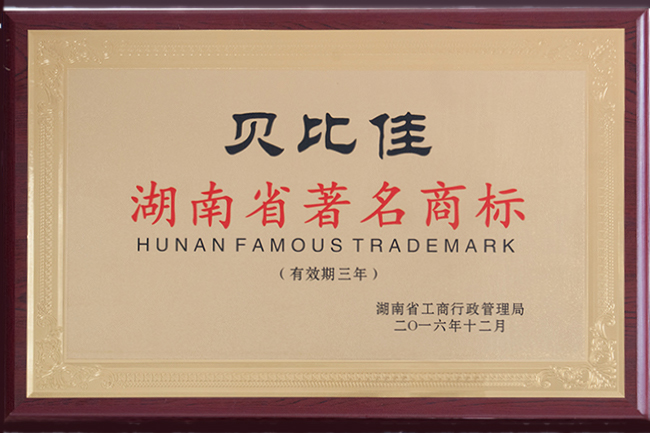 贝比佳
湖南省著名商标
HUNAN FAMOUS TRADEMARK
（有效期三年）
湖南省工商行政管理局
二〇一六年十二月